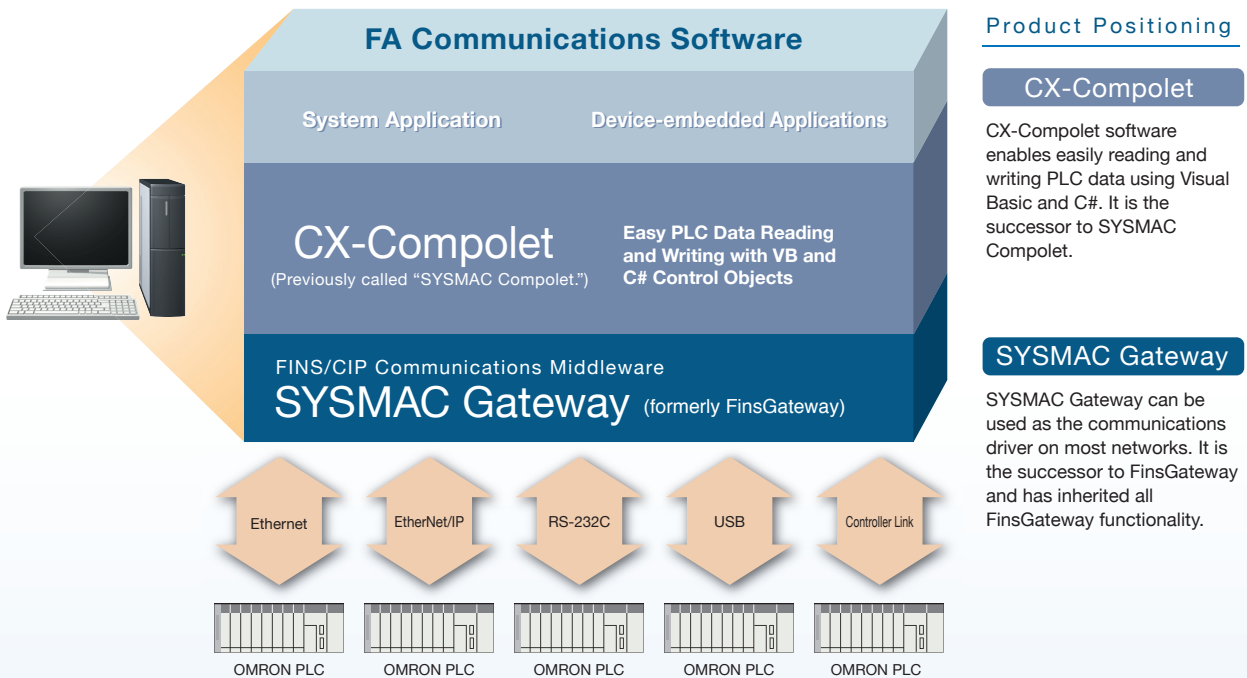 FA Communications Software
System Application
Device-embedded Applications
CX-Compolet
(Previously called “SYSMAC Compolet.”)
Easy PLC Data Reading
and Writing with VB and
C# Control Objects
FINS/CIP Communications Middleware
SYSMAC Gateway (formerly FinsGateway)
Ethernet
EtherNet/IP
RS-232C
USB
Controller Link
OMRON PLC
OMRON PLC
OMRON PLC
OMRON PLC
OMRON PLC
Product Positioning
CX-Compolet
CX-Compolet software
enables easily reading and
writing PLC data using Visual
Basic and C#. It is the
successor to SYSMAC
Compolet.
SYSMAC Gateway
SYSMAC Gateway can be
used as the communications
driver on most networks. It is
the successor to FinsGateway
and has inherited all
FinsGateway functionality.